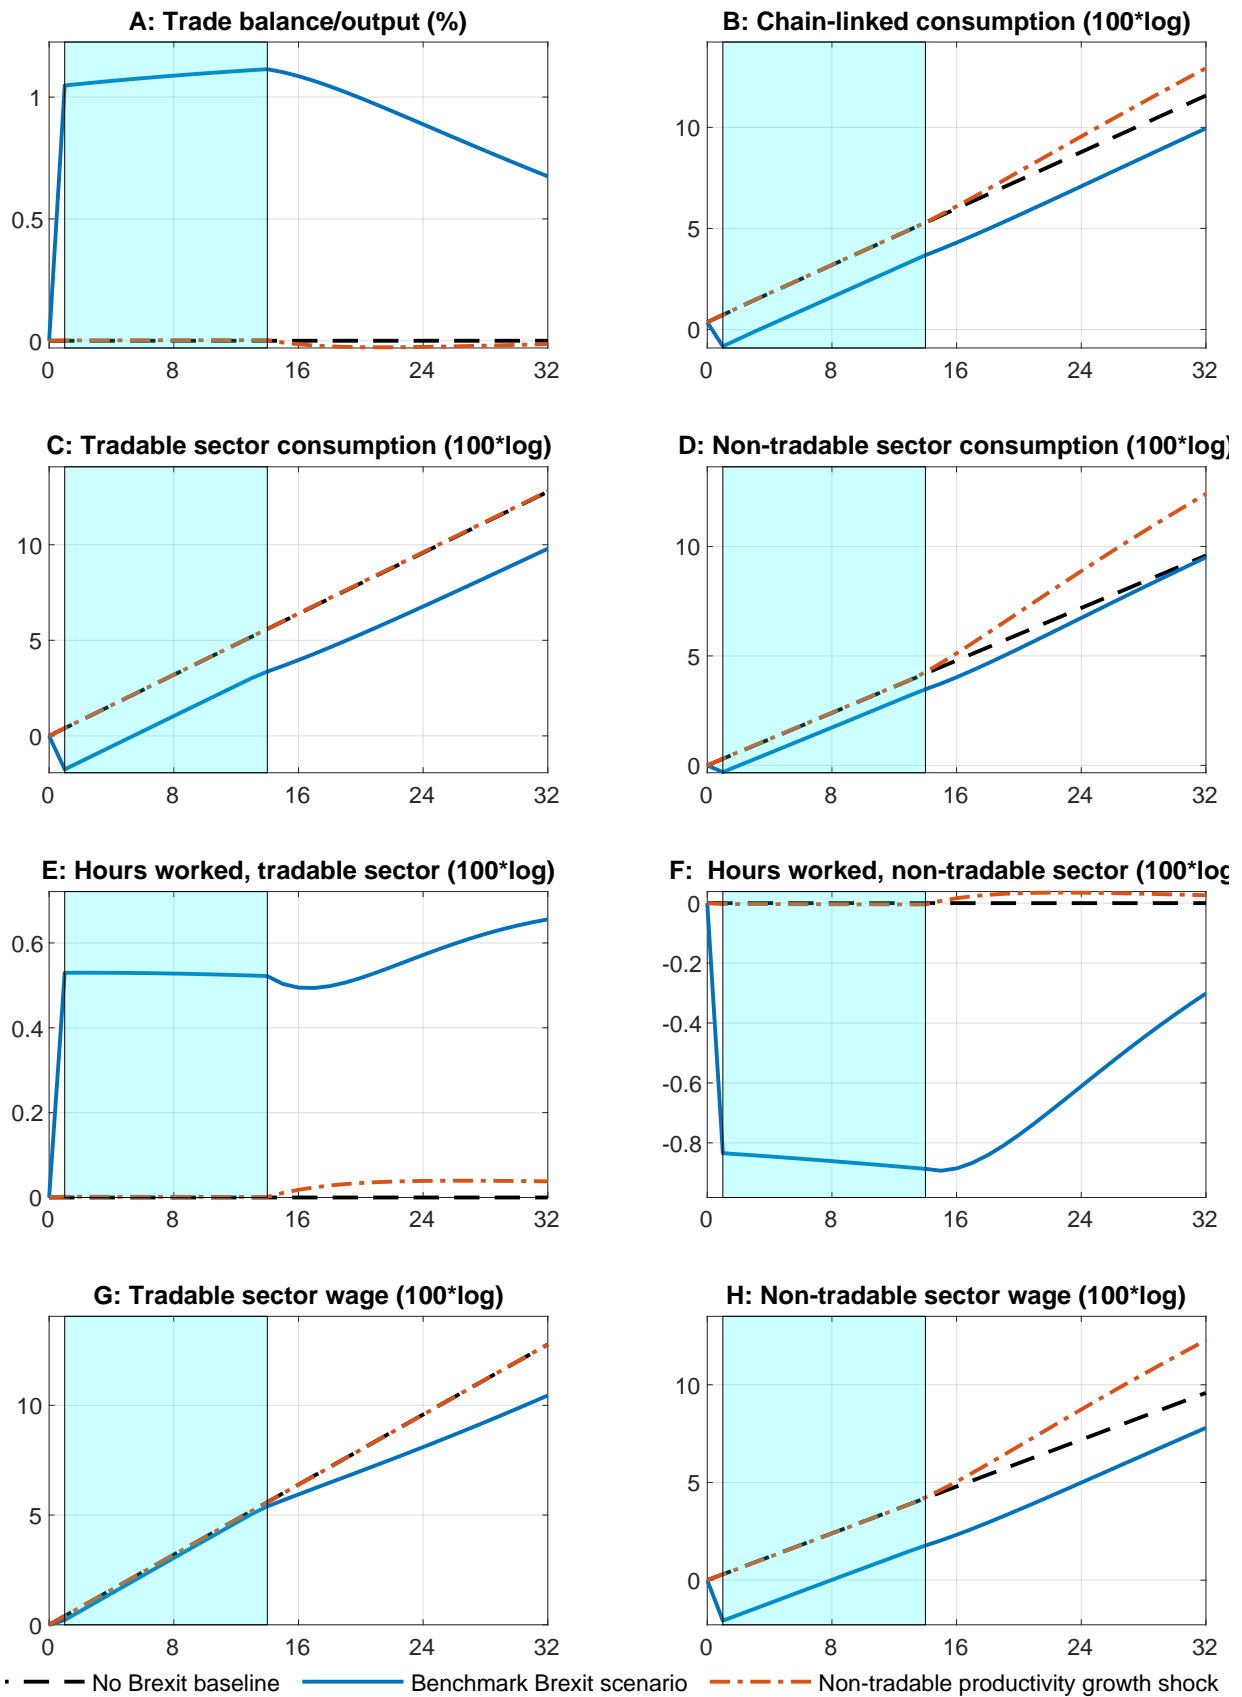 A: Trade balance/output (%)
B: Chain-linked consumption (100*log)
1
0.5
0
0 8 16 24 32
10
5
0
0 8 16 24 32
C: Tradable sector consumption (100*log)
D: Non-tradable sector consumption (100*log)
10
5
0
0 8 16 24 32
10
5
0
0 8 16 24 32
E: Hours worked, tradable sector (100*log)
F: Hours worked, non-tradable sector (100*log
0.6
0.4
0.2
0
0 8 16 24 32
0
-0.2
-0.4
-0.6
-0.8
0 8 16 24 32
G: Tradable sector wage (100*log)
H: Non-tradable sector wage (100*log)
10
5
0
0 8 16 24 32
10
5
0
0 8 16 24 32
No Brexit baseline Benchmark Brexit scenario Non-tradable productivity growth shock